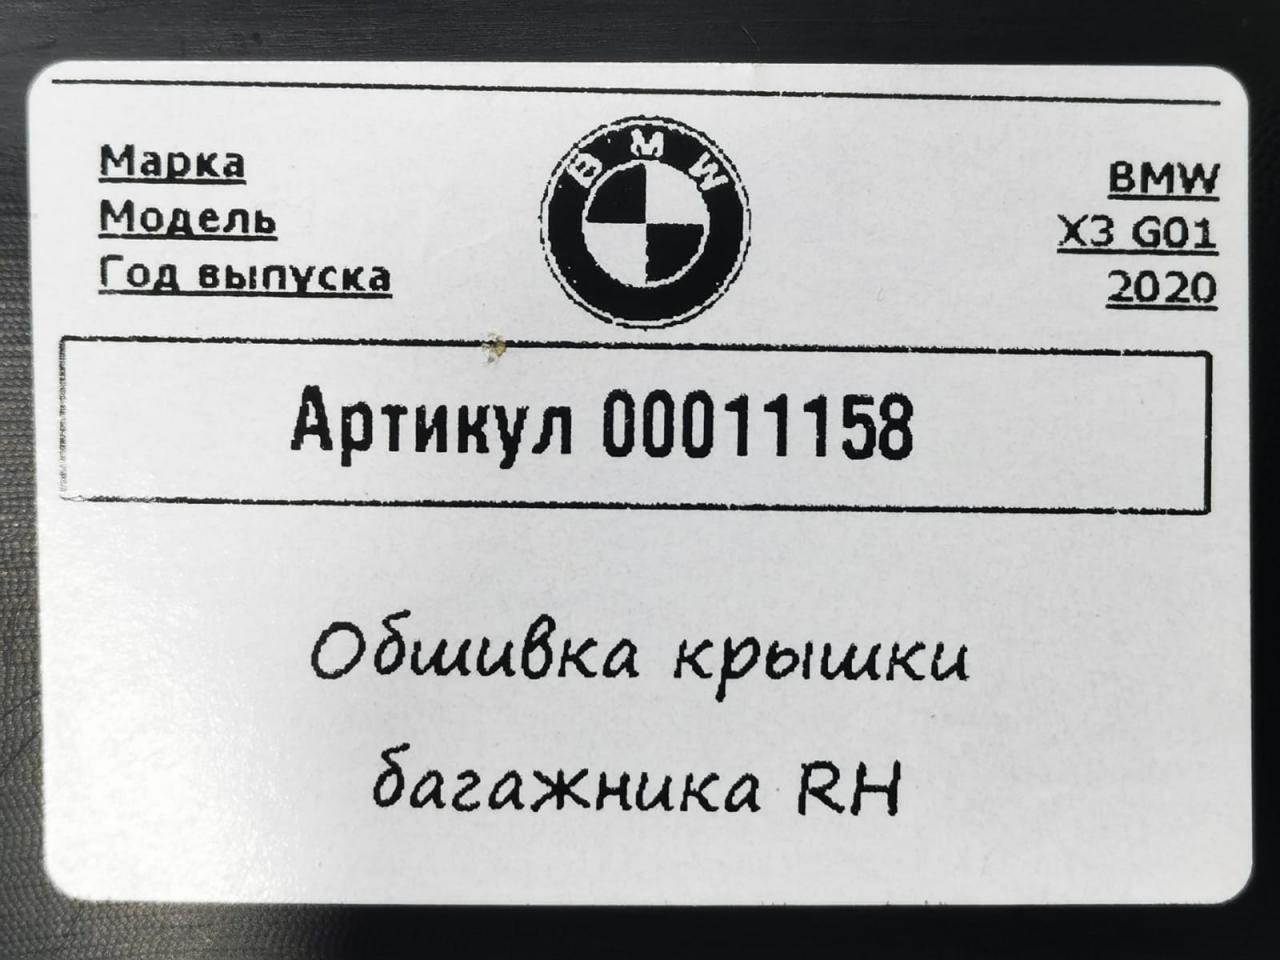 BMW
Марка BMW
Модель X3 G01
Год выпуска 2020
Артикул 00011158
Обшивка крышки
багажника RH